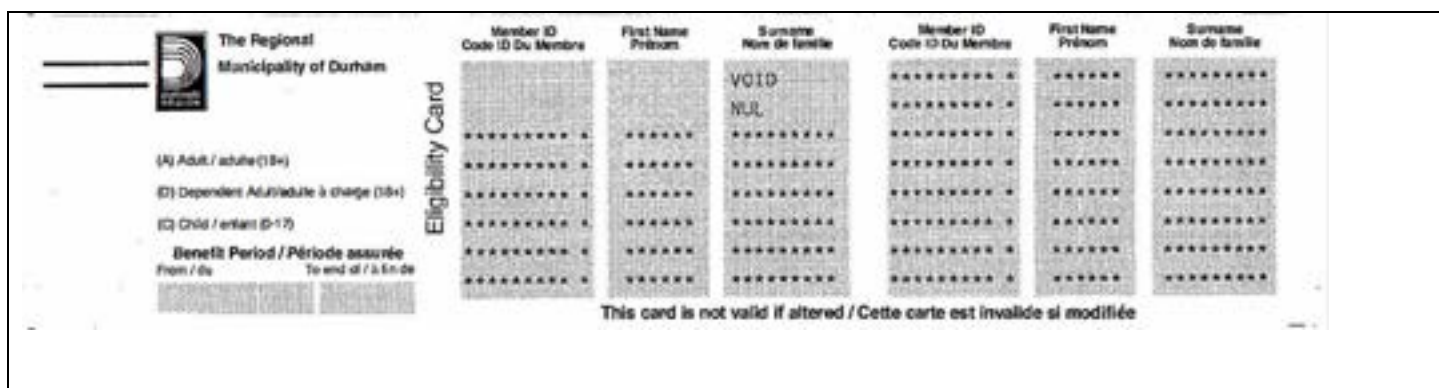 The Regional
Municipality of Durham
(A) Adult / adulte (18+)
(D) Dependent Adult/adulte à charge (18+)
(C) Child / enfant (0-17)
Benefit Period / Période assurée
From / du To end of / à fin de
Eligibility Card
Member ID First Name Surname Member ID First Name Surname
Code ID Du Membre Prénom Nom de famille Code ID Du Membre Prénom Nom de famille
VOID ********* * ****** *********
NUL ********* * ****** *********
********* * ****** ********* ********* * ****** *********
********* * ****** ********* ********* * ****** *********
********* * ****** ********* ********* * ****** *********
********* * ****** ********* ********* * ****** *********
********* * ****** ********* ********* * ****** *********
********* * ****** ********* ********* * ****** *********
This card is not valid if altered / Cette carte est invalide si modifiée